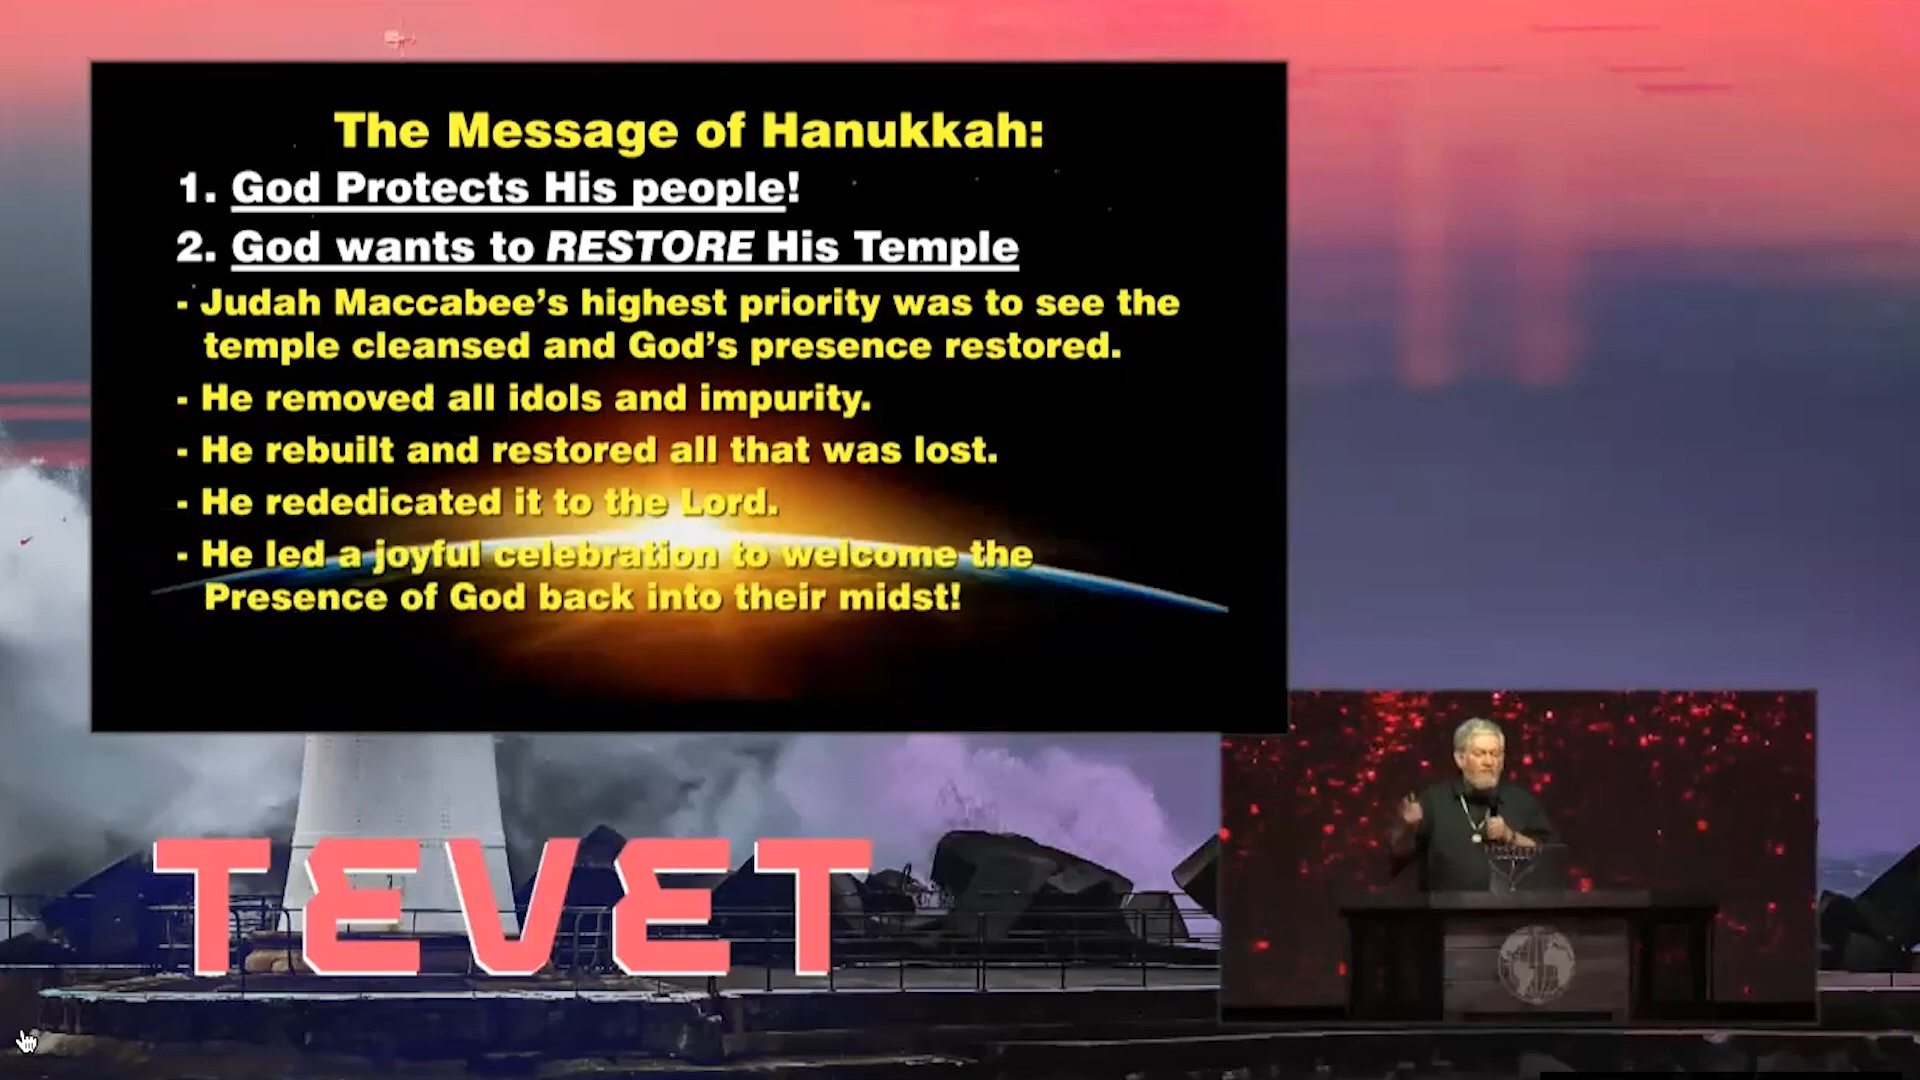 The Message of Hanukkah:
1. God Protects His people!
2. God wants to RESTORE His Temple
- Judah Maccabee’s highest priority was to see the
temple cleansed and God’s presence restored.
- He removed all idols and impurity.
- He rebuilt and restored all that was lost.
- He rededicated it to the Lord.
- He led a joyful celebration to welcome the
Presence of God back into their midst!
TEVET